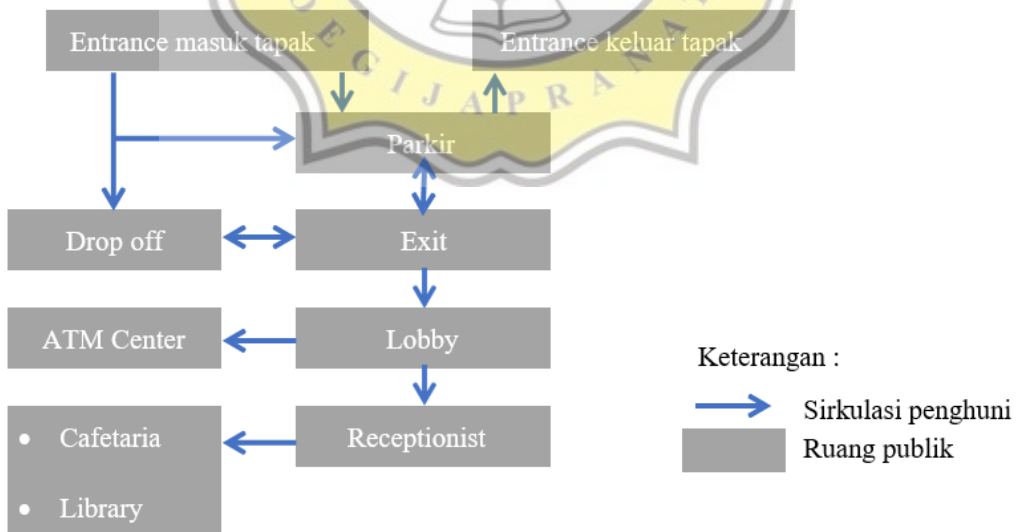 Entrance masuk tapak
Entrance keluar tapak
EGIJAPRANA
Parkir
Drop off
Exit
ATM Center
Lobby
Keterangan :
Sirkulasi penghuni
Ruang publik
• Cafetaria
Receptionist
• Library